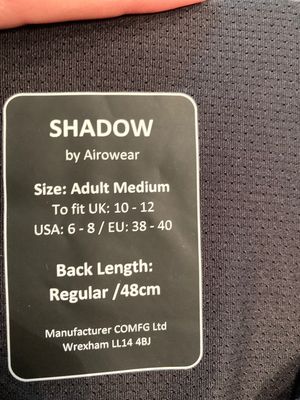 SHADOW
by Airowear
Size: Adult Medium
To fit UK: 10 - 12
USA: 6 - 8 / EU: 38 - 40
Back Length:
Regular /48cm
Manufacturer COMFG Ltd
Wrexham LL14 4BJ